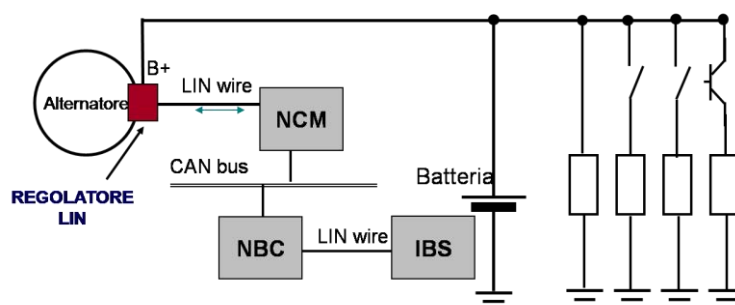 B+
LIN wire
Alternatore
NCM
CAN bus
Batteria
REGOLATORE
LIN
NBC
LIN wire
IBS